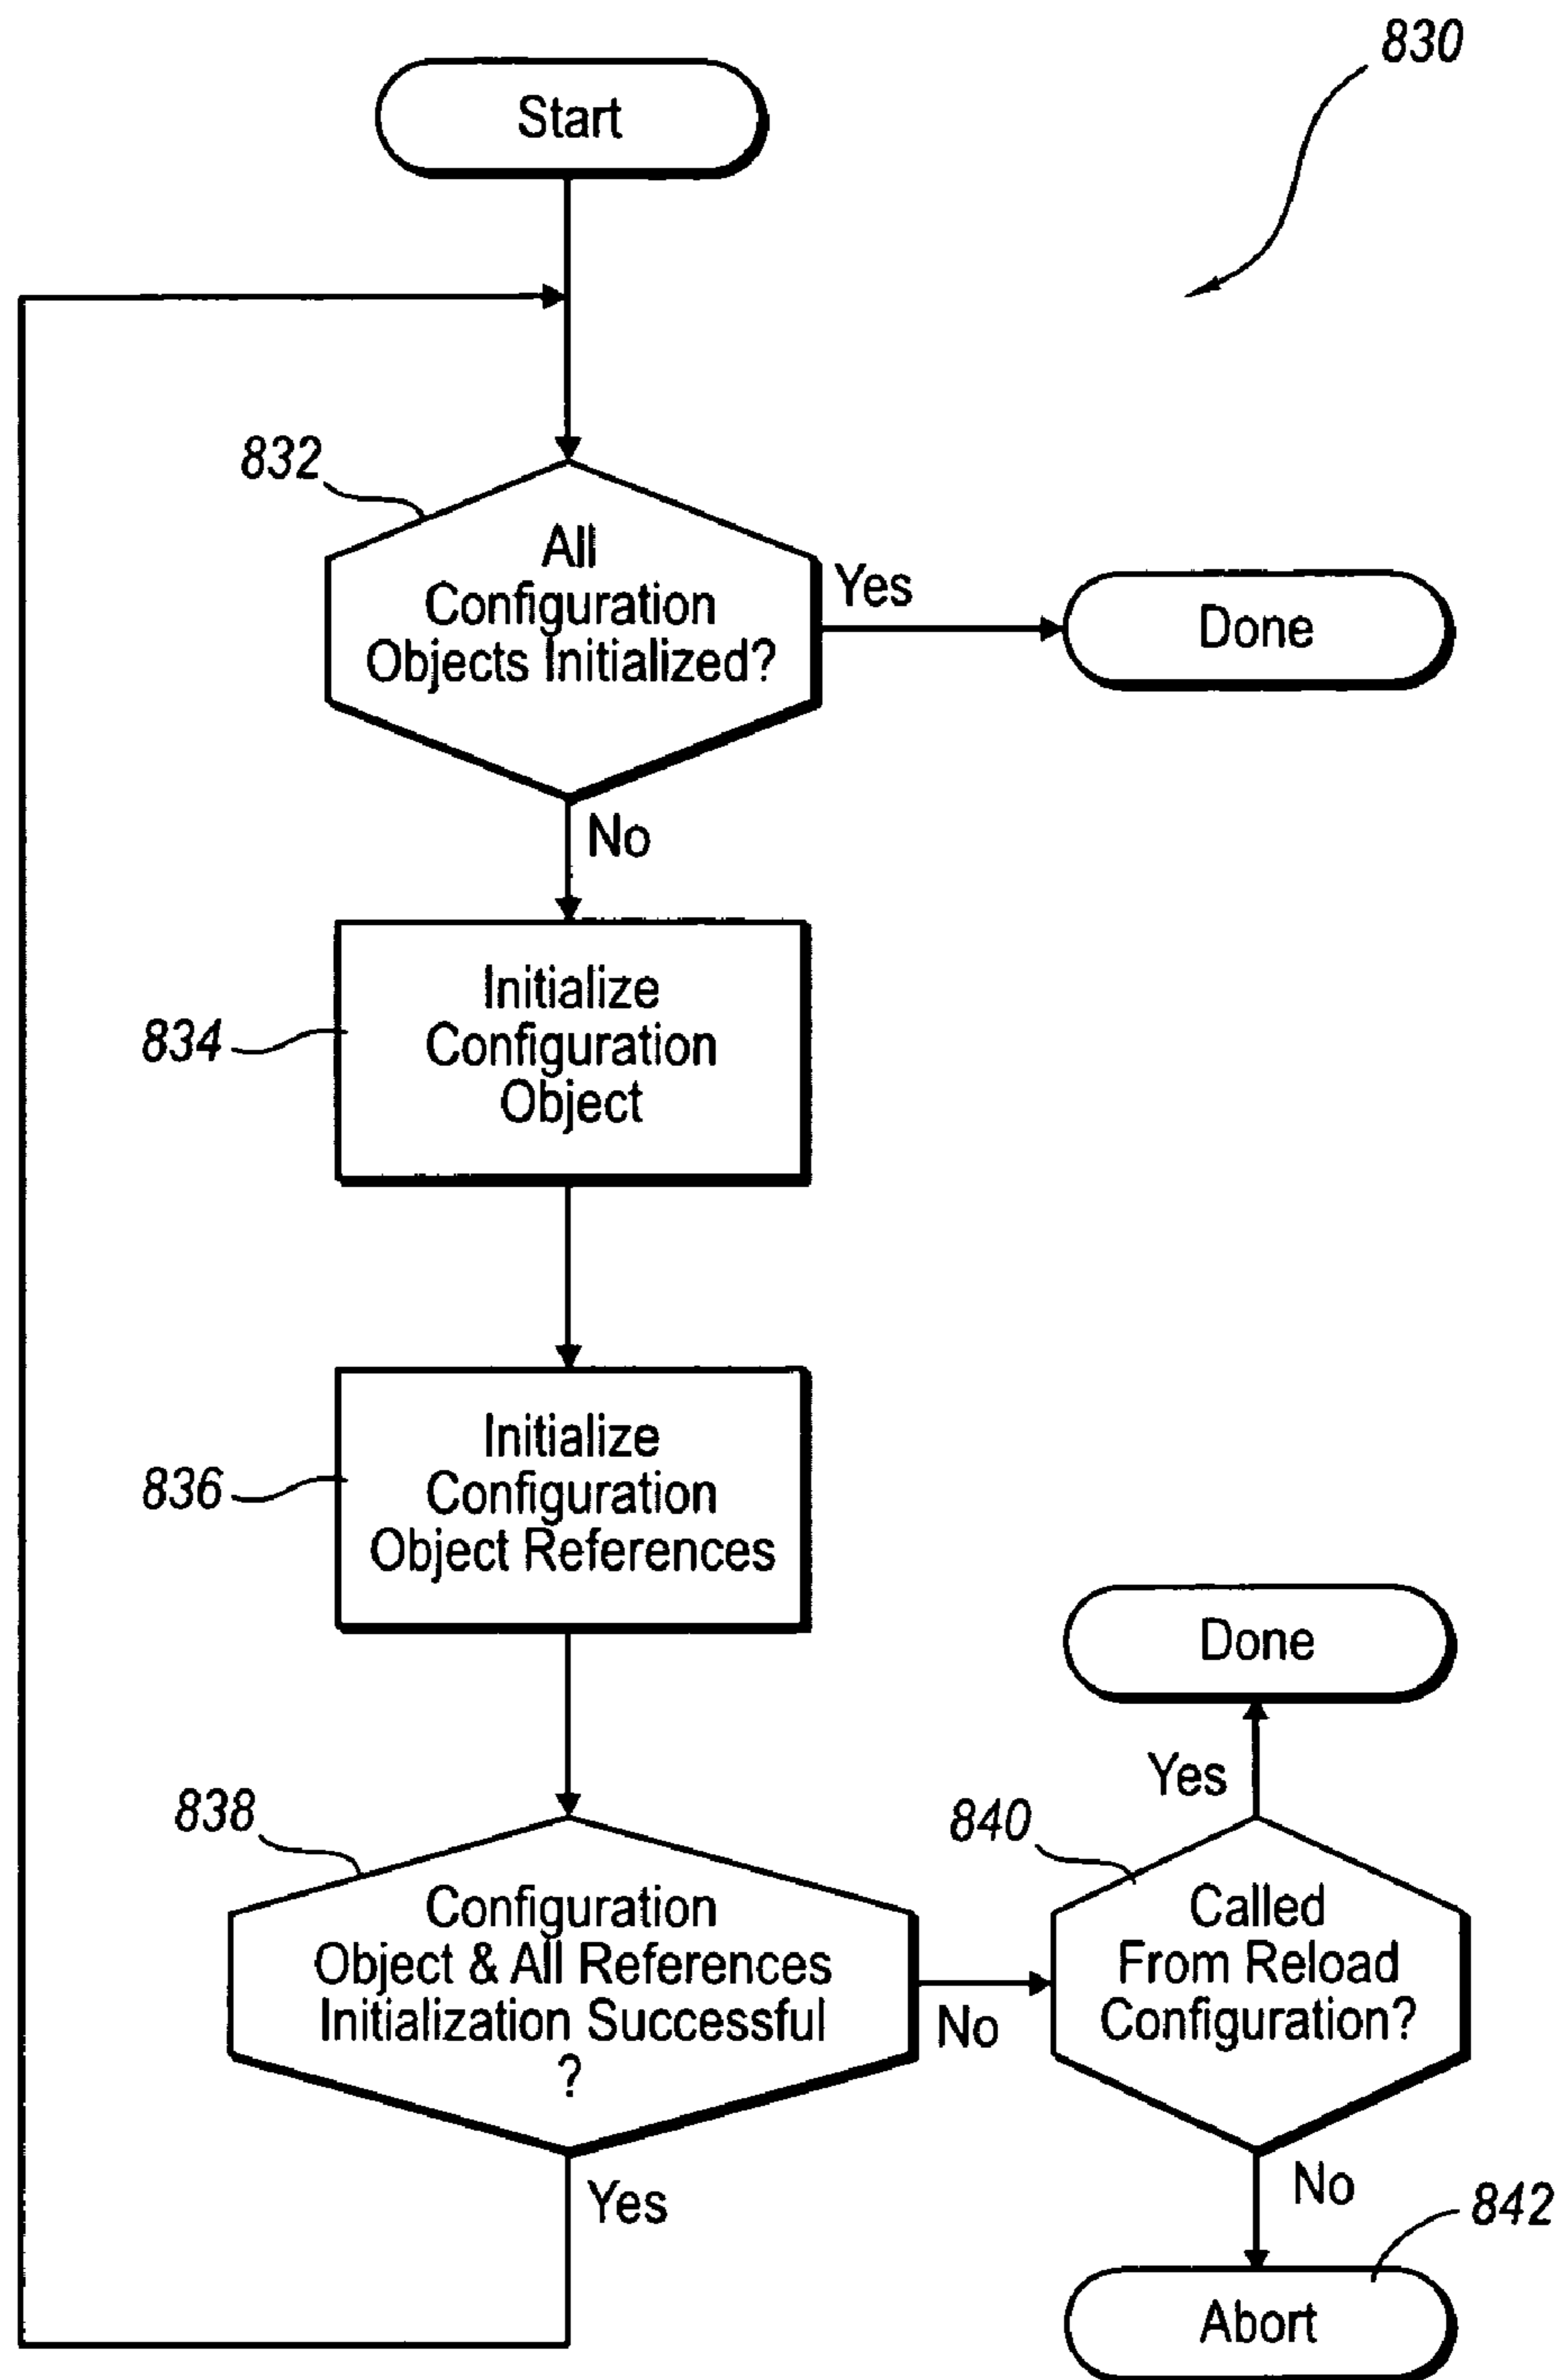 830
Start
832
All
Configuration
Objects Initialized?
Yes
Done
No
834
Initialize
Configuration
Object
836
Initialize
Configuration
Object References
Done
Yes
838
840
Configuration
Object & All References
Initialization Successful
?
No
Called
From Reload
Configuration?
Yes
No
842
Abort